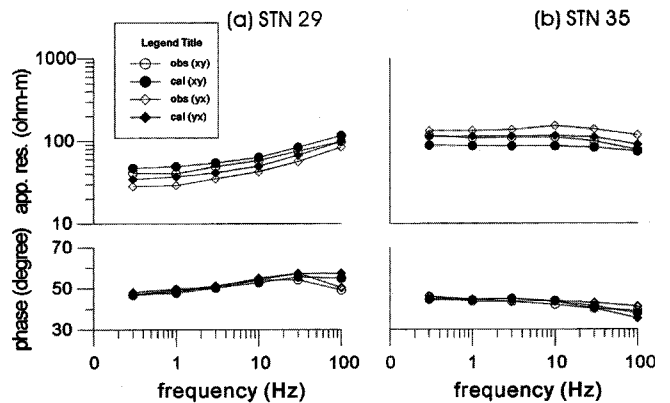 (a) STN 29
(b) STN 35
Legend Title
obs (xy)
cal (xy)
obs (yx)
cal (yx)
app. res. (ohm-m)
1000
100
10
phase (degree)
70
50
30
0
1
10
100
0
1
10
100
frequency (Hz)
frequency (Hz)